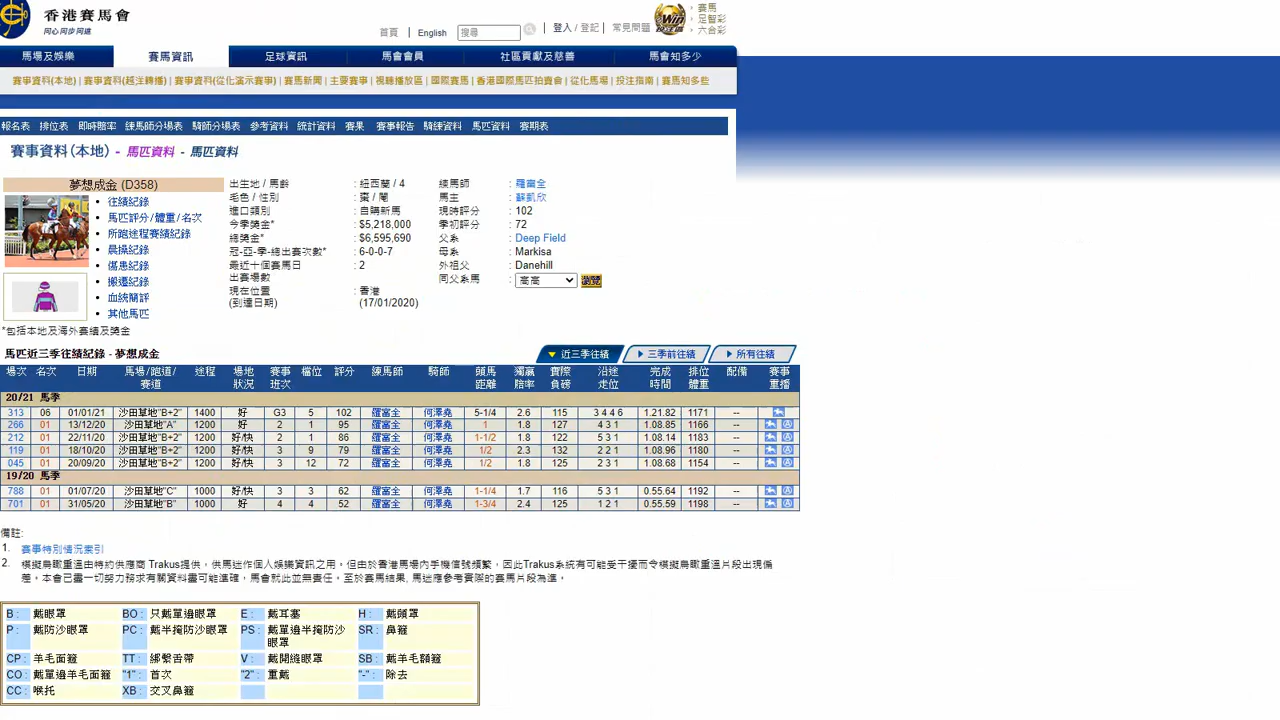 香港賽馬會
同心同步同進
首頁 | English 搜尋 | 登入 / 登記 | 常見問題
賽馬
足智彩
六合彩
馬場及娛樂 賽馬資訊 足球資訊 馬會會員 社區貢獻及慈善 馬會知多少
賽事資料(本地) | 賽事資料(越洋轉播) | 賽事資料(從化演示賽事) | 賽馬新聞 | 主要賽事 | 視聽播放區 | 國際賽馬 | 香港國際馬匹拍賣會 | 從化馬場 | 投注指南 | 賽馬知多些
報名表 排位表 即時賠率 練馬師分場表 騎師分場表 參考資料 統計資料 賽果 賽事報告 騎練資料 馬匹資料 賽期表
賽事資料(本地) - 馬匹資料 - 馬匹資料
夢想成金 (D358)
• 往績紀錄
• 馬匹評分/體重/名次
• 所跑途程賽績紀錄
• 晨操紀錄
• 傷患紀錄
• 搬遷紀錄
• 血統簡評
• 其他馬匹
出生地 / 馬齡 : 紐西蘭 / 4 練馬師 : 羅富全
毛色 / 性別 : 棗 / 閹 馬主 : 蘇凱欣
進口類別 : 自購新馬 現時評分 : 102
今季獎金* : $5,218,000 季初評分 : 72
總獎金* : $6,595,690 父系 : Deep Field
冠-亞-季-總出賽次數* : 6-0-0-7 母系 : Markisa
最近十個賽馬日 : 2 外祖父 : Danehill
出賽場數 同父系馬 : 高高 瀏覽
現在位置 : 香港
(到達日期) (17/01/2020)
*包括本地及海外賽績及獎金
馬匹近三季往績紀錄 - 夢想成金 近三季往績 三季前往績 所有往績
場次 名次 日期 馬場/跑道/賽道 途程 場地狀況 賽事班次 檔位 評分 練馬師 騎師 頭馬距離 獨贏賠率 實際負磅 沿途走位 完成時間 排位體重 配備 賽事重播
20/21 馬季
313 06 01/01/21 沙田草地"B+2" 1400 好 G3 5 102 羅富全 何澤堯 5-1/4 2.6 115 3 4 4 6 1.21.82 1171 --
266 01 13/12/20 沙田草地"A" 1200 好 2 1 95 羅富全 何澤堯 1 1.8 127 4 3 1 1.08.85 1166 --
212 01 22/11/20 沙田草地"B+2" 1200 好/快 2 1 86 羅富全 何澤堯 1-1/2 1.8 122 5 3 1 1.08.14 1183 --
119 01 18/10/20 沙田草地"B+2" 1200 好/快 3 9 79 羅富全 何澤堯 1/2 2.3 132 2 2 1 1.08.96 1180 --
045 01 20/09/20 沙田草地"B+2" 1200 好/快 3 12 72 羅富全 何澤堯 1/2 1.8 125 2 3 1 1.08.68 1154 --
19/20 馬季
788 01 01/07/20 沙田草地"C" 1000 好/快 3 3 62 羅富全 何澤堯 1-1/4 1.7 116 5 3 1 0.55.64 1192 --
701 01 31/05/20 沙田草地"B" 1000 好 4 4 52 羅富全 何澤堯 1-3/4 2.4 125 1 2 1 0.55.59 1198 --
備註:
1. 賽事特別情況索引
2. 模擬鳥瞰重溫由特約供應商 Trakus提供，供馬迷作個人娛樂資訊之用。但由於香港馬場內手機信號頻繁，因此Trakus系統有可能受干擾而令模擬鳥瞰重溫片段出現偏
差。本會已盡一切努力務求有關資料盡可能準確，馬會就此並無責任。至於賽馬結果, 馬迷應參考實際的賽馬片段為準。
B : 戴眼罩 BO : 只戴單邊眼罩 E : 戴耳塞 H : 戴頭罩
P : 戴防沙眼罩 PC : 戴半掩防沙眼罩 PS : 戴單邊半掩防沙眼罩 SR : 鼻箍
CP : 羊毛面箍 TT : 綁繫舌帶 V : 戴開縫眼罩 SB : 戴羊毛額箍
CO : 戴單邊羊毛面箍 "1" : 首次 "2" : 重戴 "-" : 除去
CC : 喉托 XB : 交叉鼻箍